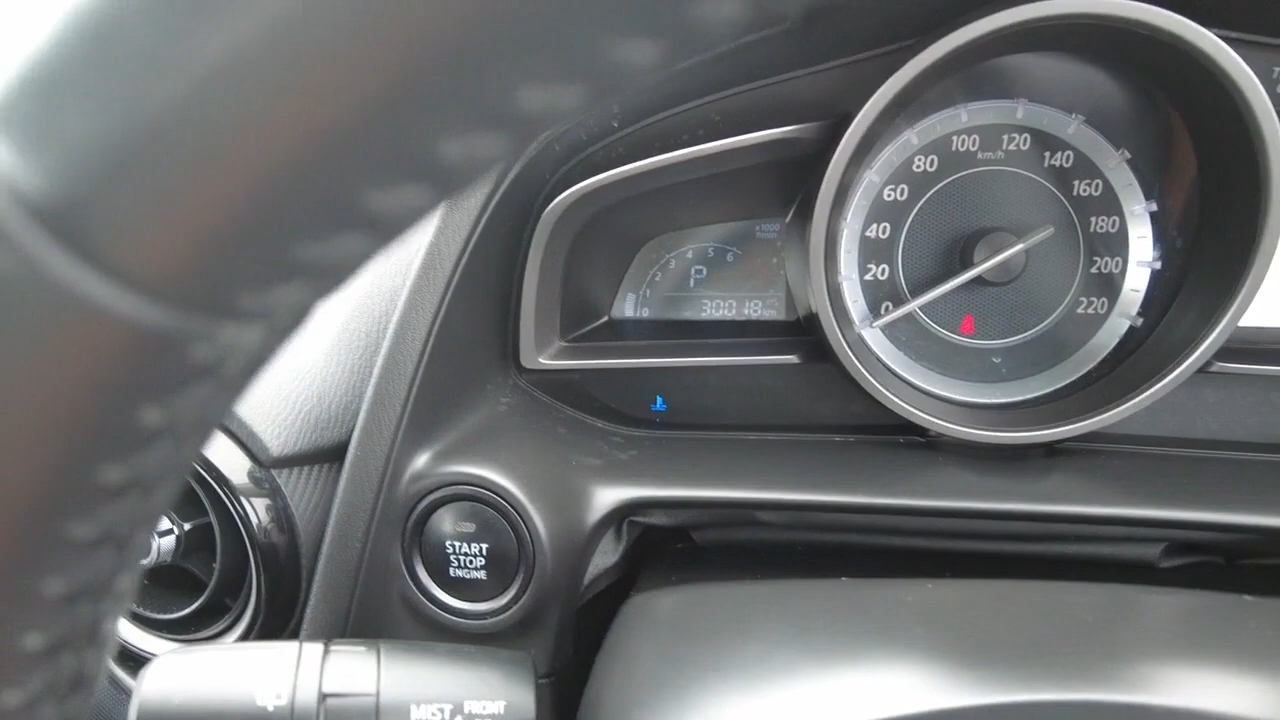 x1000
r/min
0 1 2 3 4 5 6
P
30018 km
0 20 40 60 80 100 120 140 160 180 200 220
km/h
START
STOP
ENGINE
MIST
FRONT